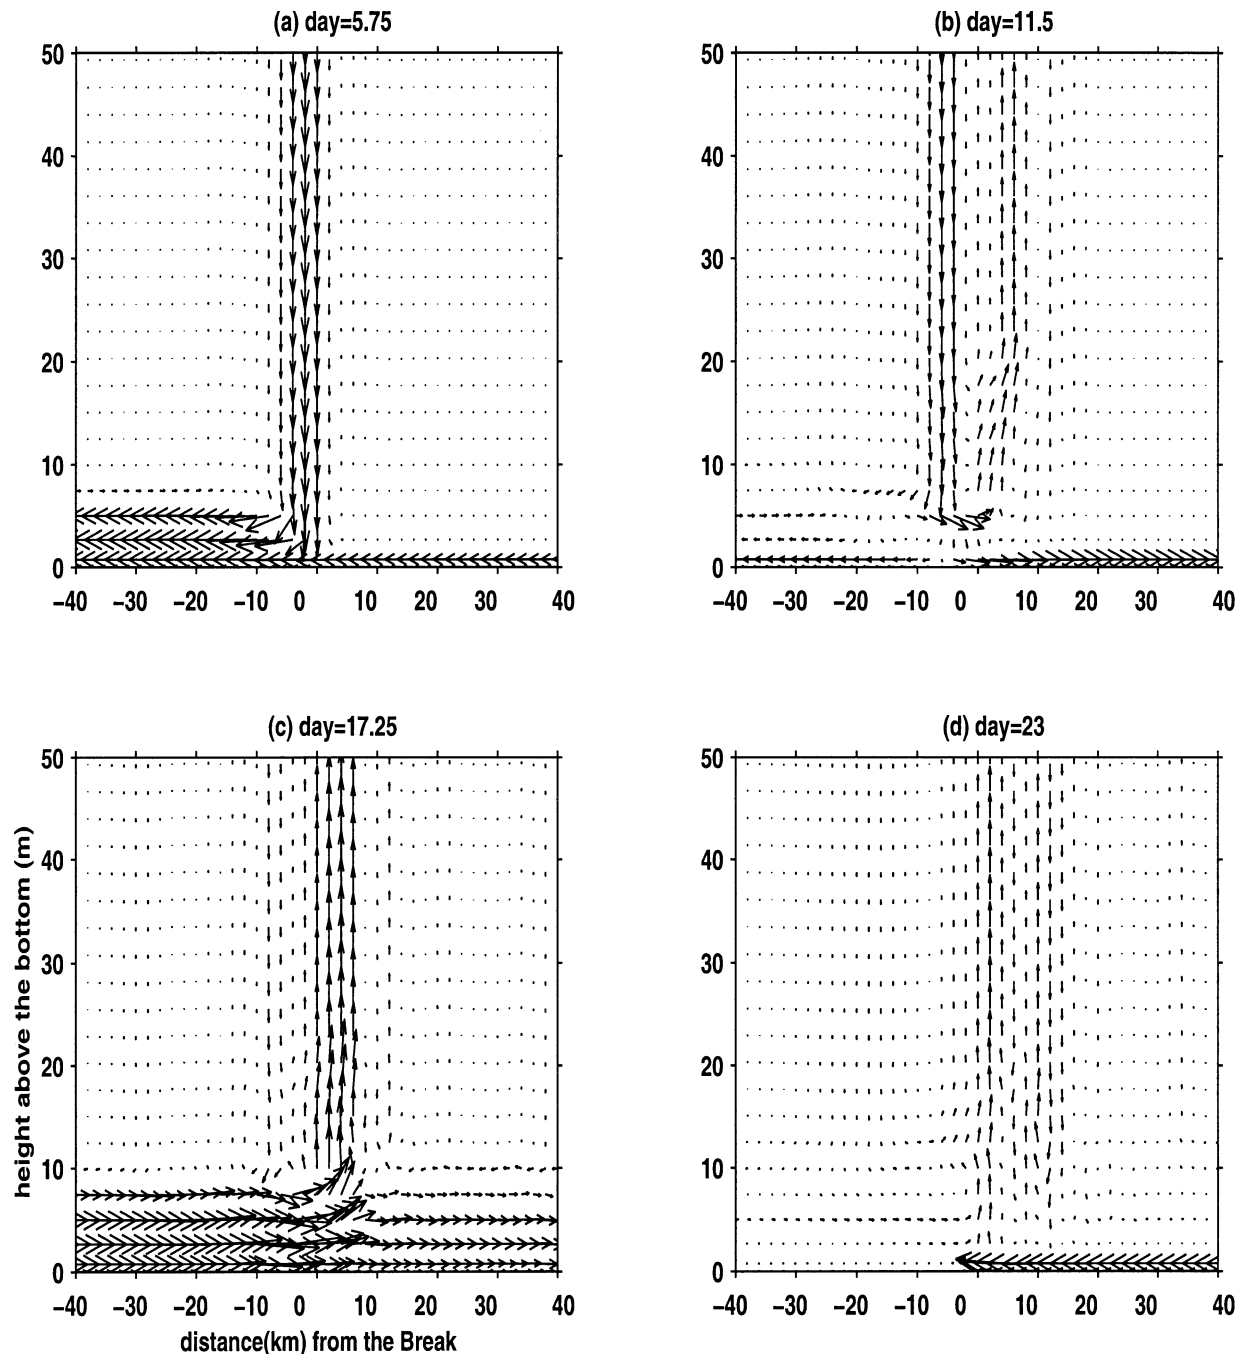 (a) day=5.75
50
40
30
20
10
0
−40 −30 −20 −10 0 10 20 30 40
(b) day=11.5
50
40
30
20
10
0
−40 −30 −20 −10 0 10 20 30 40
(c) day=17.25
50
40
30
20
10
0
−40 −30 −20 −10 0 10 20 30 40
height above the bottom (m)
distance(km) from the Break
(d) day=23
50
40
30
20
10
0
−40 −30 −20 −10 0 10 20 30 40